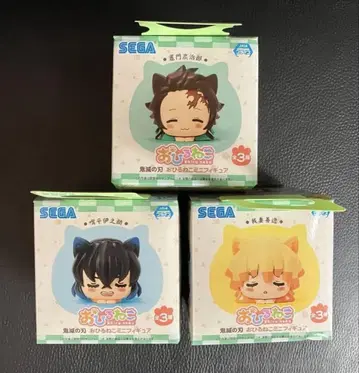 SEGA
竈門炭治郎
おひるねこ
全3種
鬼滅の刃 おひるねこミニフィギュア
SEGA
嘴平伊之助
おひるねこ
全3種
鬼滅の刃 おひるねこミニフィギュア
SEGA
我妻善逸
おひるねこ
全3種
鬼滅の刃 おひるねこミニフィギュア